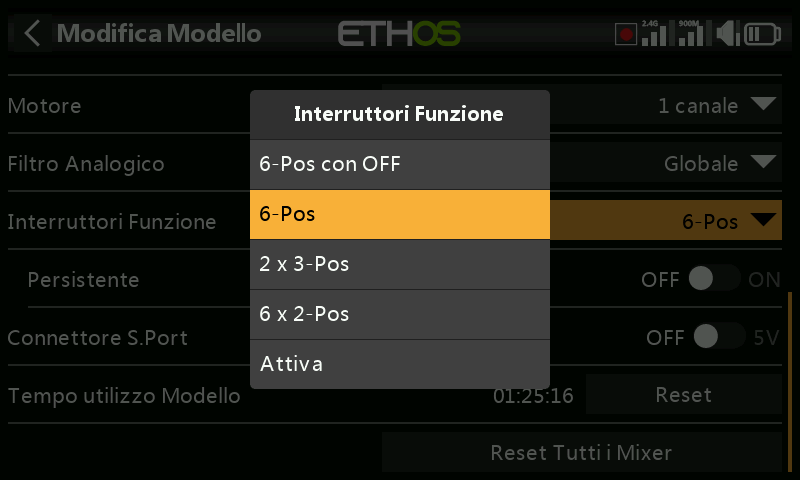 Modifica Modello
ETHOS
2.4G
900M
Motore
1 canale
Interruttori Funzione
Filtro Analogico
Globale
6-Pos con OFF
Interruttori Funzione
6-Pos
6-Pos
2 x 3-Pos
Persistente
OFF
ON
6 x 2-Pos
Connettore S.Port
OFF
5V
Attiva
Tempo utilizzo Modello
01:25:16
Reset
Reset Tutti i Mixer